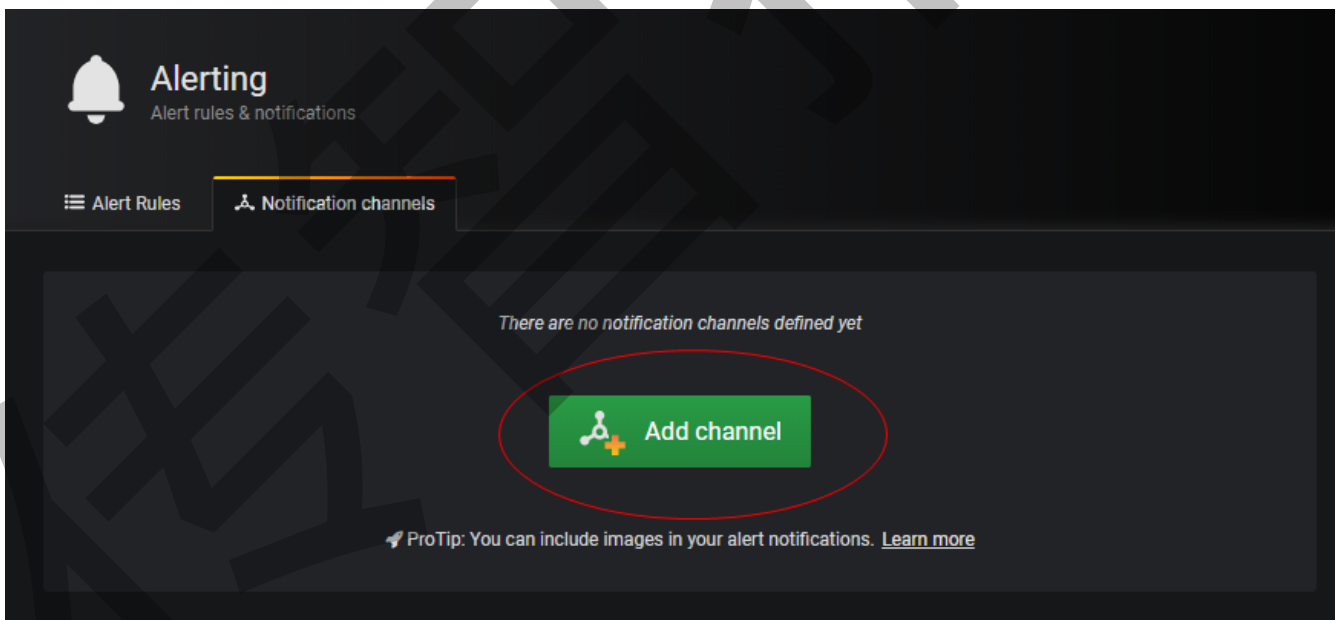 Alerting
Alert rules & notifications
Alert Rules Notification channels
There are no notification channels defined yet
Add channel
ProTip: You can include images in your alert notifications. Learn more